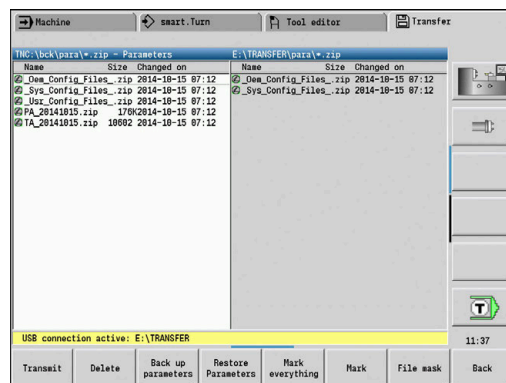 Machine smart.Turn Tool editor Transfer
TNC:\bck\para\*.zip - Parameters E:\TRANSFER\para\*.zip
Name Size Changed on Name Size Changed on
_Oem_Config_Files_.zip 2014-10-15 07:12 _Oem_Config_Files_.zip 2014-10-15 07:12
_Sys_Config_Files_.zip 2014-10-15 07:12 _Sys_Config_Files_.zip 2014-10-15 07:12
_Usr_Config_Files_.zip 2014-10-15 07:12
PA_20141015.zip 176K2014-10-15 07:12
TA_20141015.zip 10602 2014-10-15 07:12
T
USB connection active: E:\TRANSFER
11:37
Transmit Delete Back up parameters Restore Parameters Mark everything Mark File mask Back